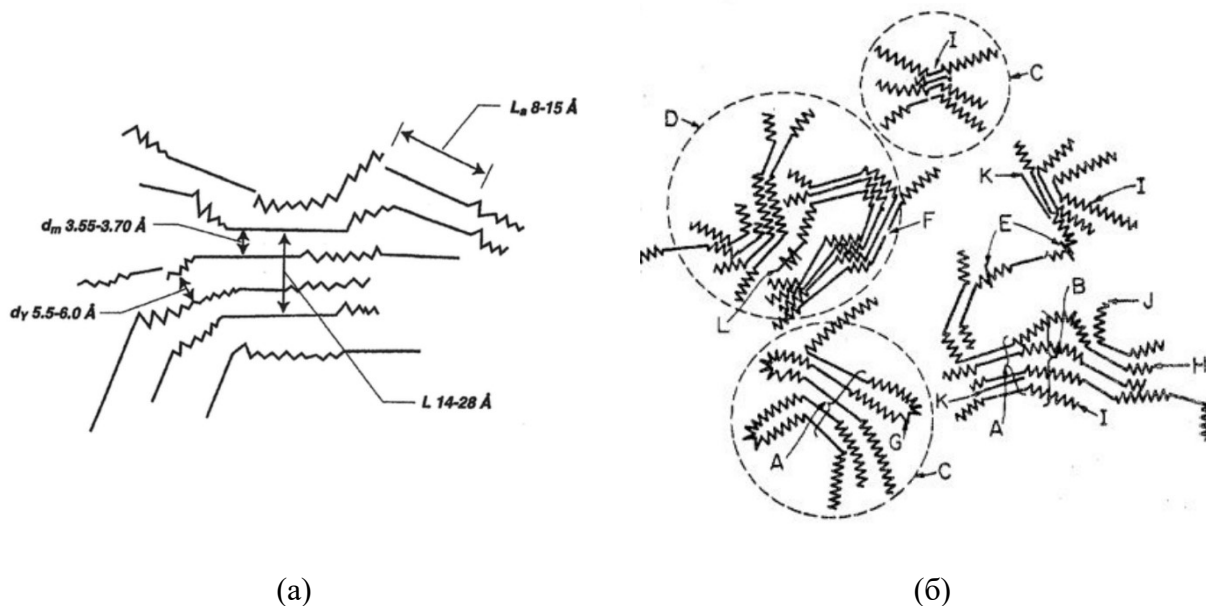 Lₐ 8-15 Å
dₘ 3.55-3.70 Å
dᵧ 5.5-6.0 Å
L 14-28 Å
(а)
I
C
D
K
I
F
E
L
B
J
H
K
A
I
A
G
C
(б)